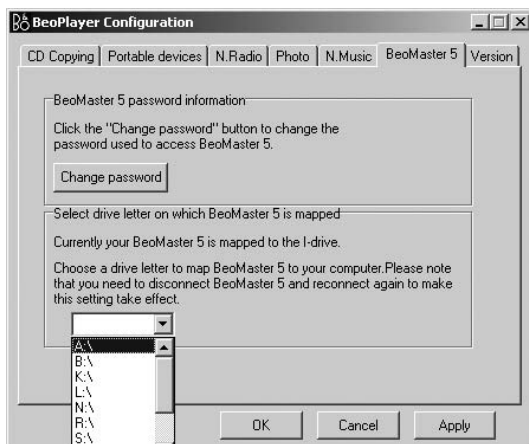 BeoPlayer Configuration
CD Copying Portable devices N.Radio Photo N.Music BeoMaster 5 Version
BeoMaster 5 password information
Click the "Change password" button to change the
password used to access BeoMaster 5.
Change password
Select drive letter on which BeoMaster 5 is mapped
Currently your BeoMaster 5 is mapped to the I-drive.
Choose a drive letter to map BeoMaster 5 to your computer.Please note
that you need to disconnect BeoMaster 5 and reconnect again to make
this setting take effect.
A:\
B:\
K:\
L:\
N:\
R:\
S:\
OK Cancel Apply